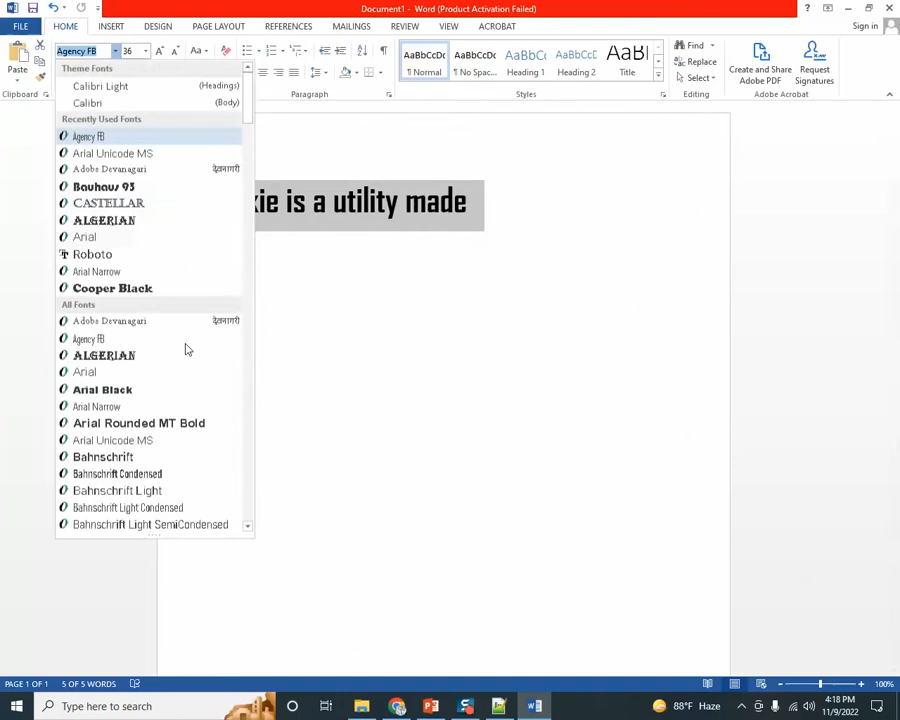 Document1 - Word (Product Activation Failed)
FILE HOME INSERT DESIGN PAGE LAYOUT REFERENCES MAILINGS REVIEW VIEW ACROBAT Sign in
Agency FB 36 Aa
Paste
Clipboard
Paragraph
AaBbCcDc AaBbCcDc AaBbCc AaBbCcC AaBl
¶ Normal ¶ No Spac... Heading 1 Heading 2 Title
Styles
Find
Replace
Select
Editing
Create and Share Adobe PDF
Request Signatures
Adobe Acrobat
Theme Fonts
Calibri Light (Headings)
Calibri (Body)
Recently Used Fonts
Agency FB
Arial Unicode MS
Adobe Devanagari देवनागरी
Bauhaus 93
CASTELLAR
ALGERIAN
Arial
Roboto
Arial Narrow
Cooper Black
All Fonts
Adobe Devanagari देवनागरी
Agency FB
ALGERIAN
Arial
Arial Black
Arial Narrow
Arial Rounded MT Bold
Arial Unicode MS
Bahnschrift
Bahnschrift Condensed
Bahnschrift Light
Bahnschrift Light Condensed
Bahnschrift Light SemiCondensed
kie is a utility made
PAGE 1 OF 1 5 OF 5 WORDS 100%
Type here to search 88°F Haze 4:18 PM
11/9/2022